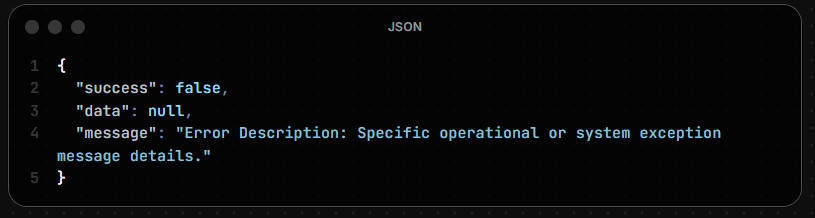 JSON
1 {
2   "success": false,
3   "data": null,
4   "message": "Error Description: Specific operational or system exception
message details."
5 }